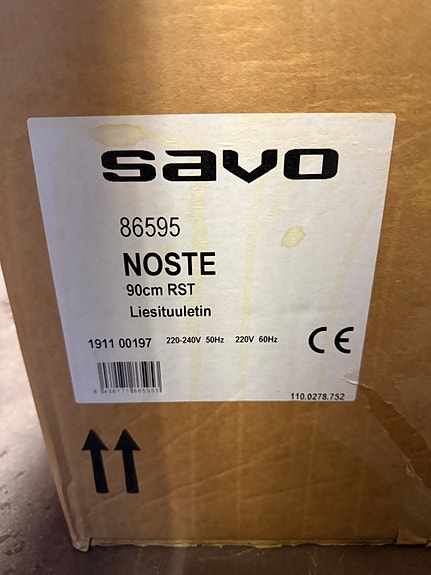 savo
86595
NOSTE
90cm RST
Liesituuletin
1911 00197 220-240V 50Hz 220V 60Hz
CE
110.0278.752